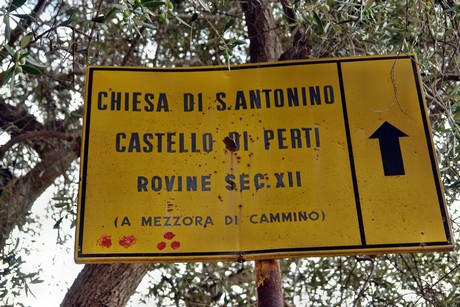 CHIESA DI S.ANTONINO
CASTELLO DI PERTI
ROVINE SEC.XII
(A MEZZORA DI CAMMINO)